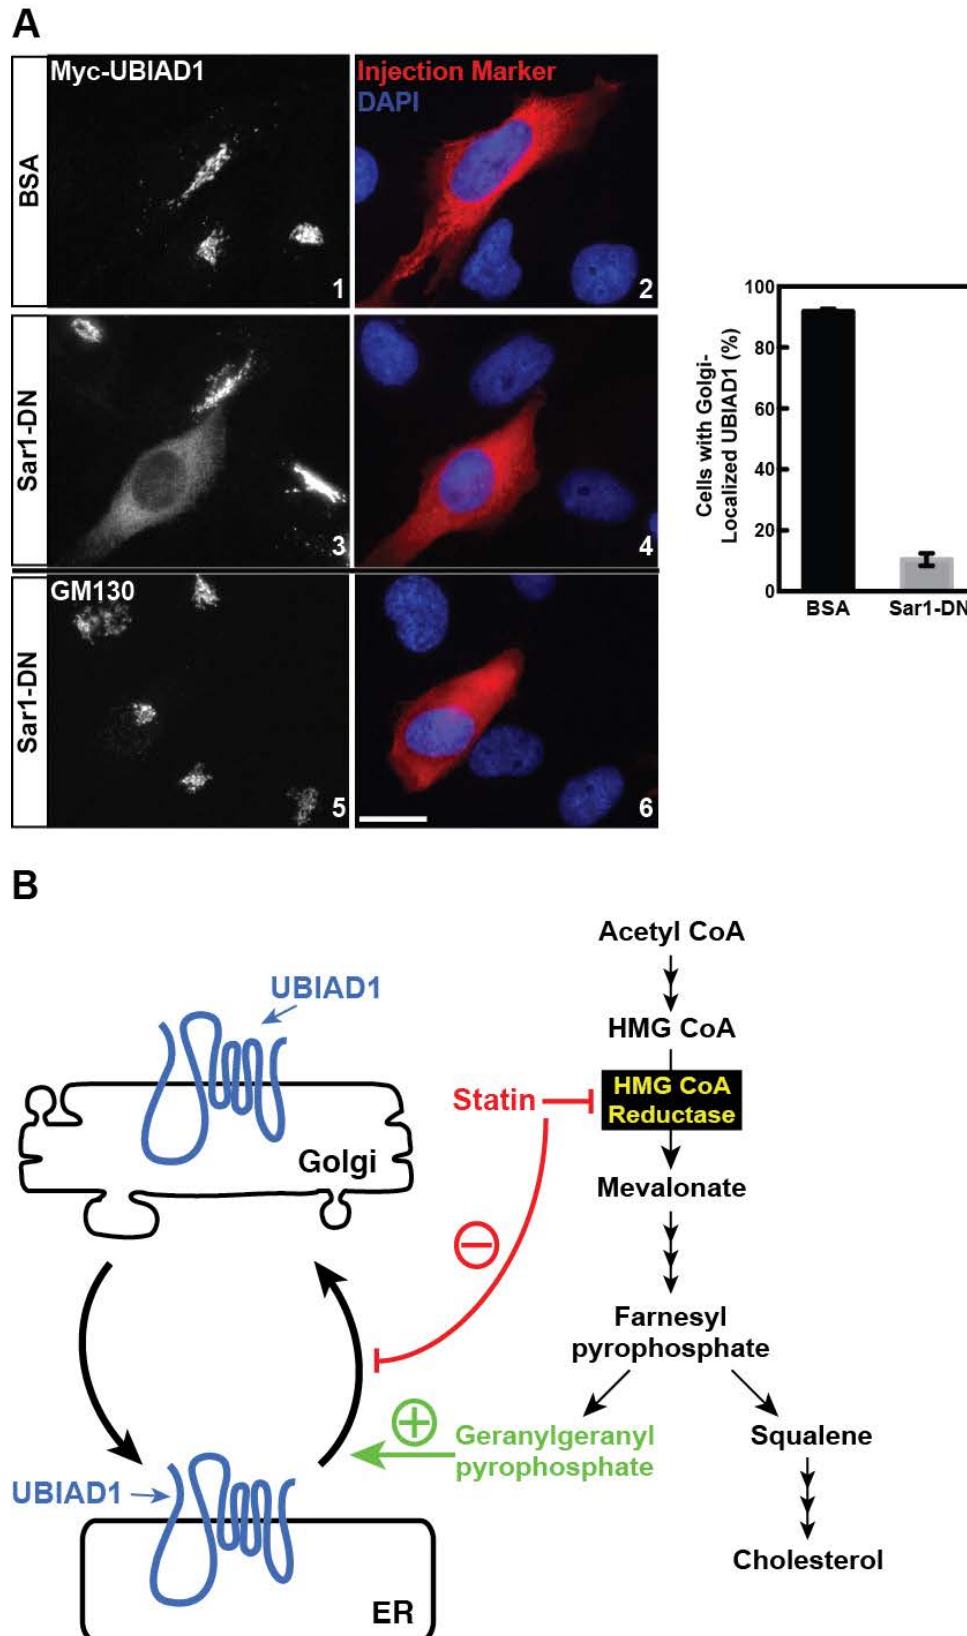 A
BSA
Myc-UBIAD1
1
Injection Marker
DAPI
2
Sar1-DN
3
4
Sar1-DN
GM130
5
6
Cells with Golgi-
Localized UBIAD1 (%)
100
80
60
40
20
0
BSA
Sar1-DN
B
UBIAD1
Golgi
UBIAD1
ER
Statin
−
+
Acetyl CoA
HMG CoA
HMG CoA
Reductase
Mevalonate
Farnesyl
pyrophosphate
Geranylgeranyl
pyrophosphate
Squalene
Cholesterol